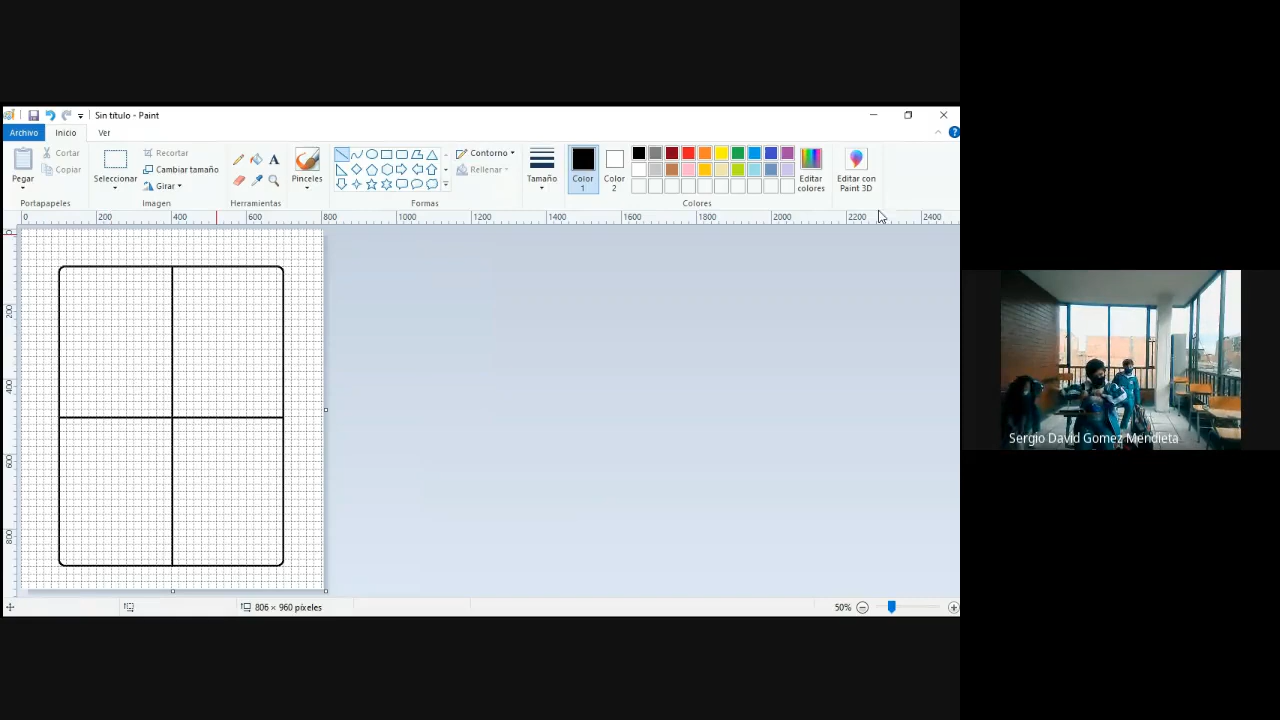 Sin título - Paint
Archivo Inicio Ver
Pegar
Cortar
Copiar
Portapapeles
Seleccionar
Recortar
Cambiar tamaño
Girar
Imagen
A
Herramientas
Pinceles
Contorno
Rellenar
Formas
Tamaño
Color 1
Color 2
Editar colores
Colores
Editar con Paint 3D
0 200 400 600 800 1000 1200 1400 1600 1800 2000 2200 2400
0
200
400
600
800
Sergio David Gomez Mendieta
806 × 960 píxeles
50%